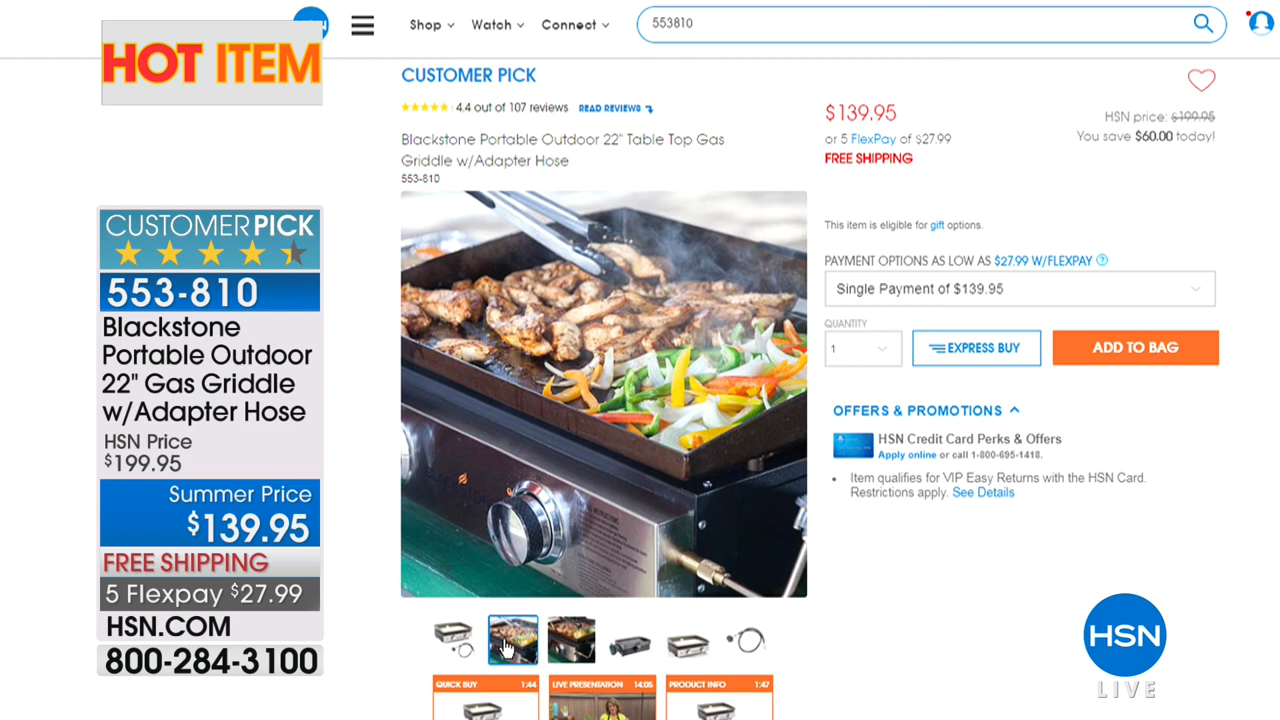 HOT ITEM
CUSTOMER PICK
553-810
Blackstone
Portable Outdoor
22" Gas Griddle
w/Adapter Hose
HSN Price
$199.95
Summer Price
$139.95
FREE SHIPPING
5 Flexpay $27.99
HSN.COM
800-284-3100
Shop Watch Connect 553810
CUSTOMER PICK
4.4 out of 107 reviews READ REVIEWS
Blackstone Portable Outdoor 22" Table Top Gas
Griddle w/Adapter Hose
553-810
$139.95
HSN price: $199.95
or 5 FlexPay of $27.99
You save $60.00 today!
FREE SHIPPING
This item is eligible for gift options.
PAYMENT OPTIONS AS LOW AS $27.99 W/FLEXPAY ?
Single Payment of $139.95
QUANTITY
1 EXPRESS BUY ADD TO BAG
OFFERS & PROMOTIONS
HSN Credit Card Perks & Offers
Apply online or call 1-800-695-1418.
• Item qualifies for VIP Easy Returns with the HSN Card.
Restrictions apply. See Details
QUICK BUY 1:44 LIVE PRESENTATION 14:05 PRODUCT INFO 1:47
HSN
LIVE